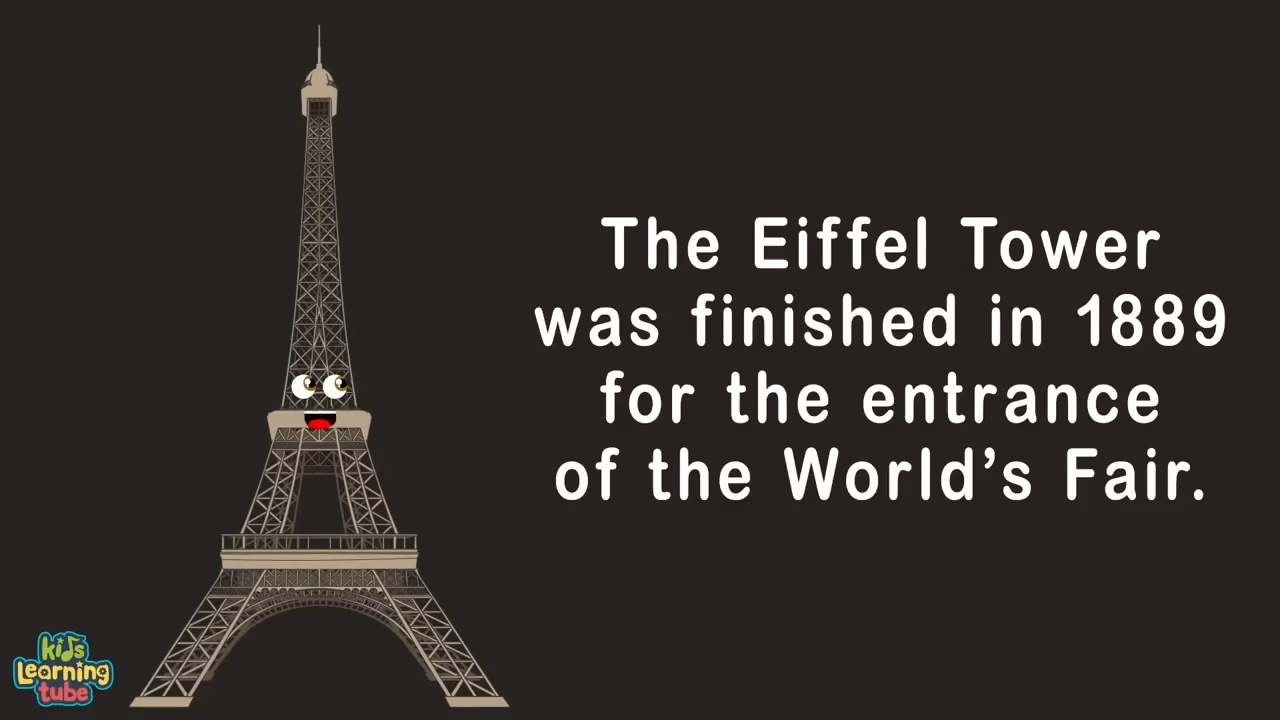 The Eiffel Tower
was finished in 1889
for the entrance
of the World’s Fair.
kids
Learning
tube